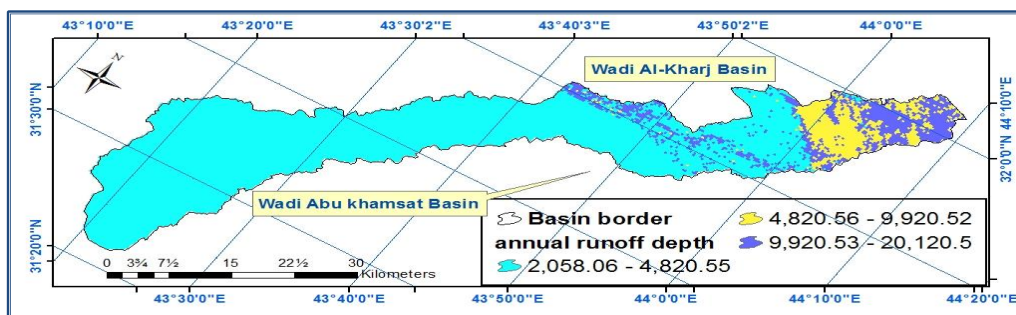 43°10'0"E 43°20'0"E 43°30'2"E 43°40'3"E 43°50'2"E 44°0'0"E
N
Wadi Al-Kharj Basin
31°30'0"N
44°10'0"E
32°0'0"N
Wadi Abu khamsat Basin
31°20'0"N
Basin border
annual runoff depth
2,058.06 - 4,820.55
4,820.56 - 9,920.52
9,920.53 - 20,120.5
0 3¾ 7½ 15 22½ 30
Kilometers
43°30'0"E 43°40'0"E 43°50'0"E 44°0'0"E 44°10'0"E 44°20'0"E